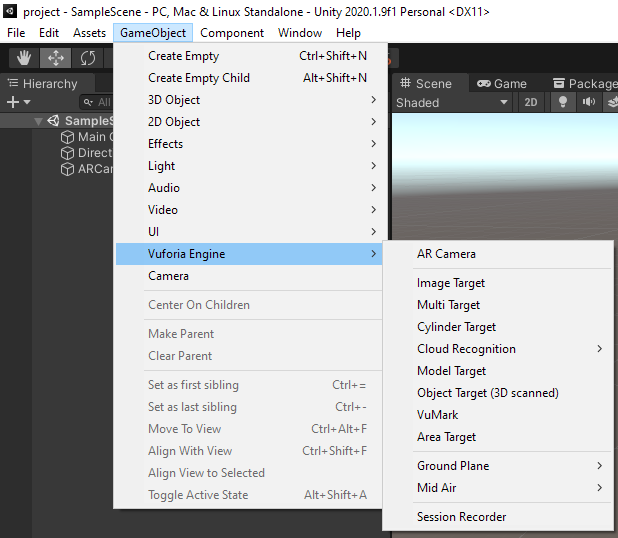 project - SampleScene - PC, Mac & Linux Standalone - Unity 2020.1.9f1 Personal <DX11>
File Edit Assets GameObject Component Window Help
Hierarchy
All
SampleS
Main C
Direct
ARCam
Create Empty Ctrl+Shift+N
Create Empty Child Alt+Shift+N
3D Object
2D Object
Effects
Light
Audio
Video
UI
Vuforia Engine
Camera
Center On Children
Make Parent
Clear Parent
Set as first sibling Ctrl+=
Set as last sibling Ctrl+-
Move To View Ctrl+Alt+F
Align With View Ctrl+Shift+F
Align View to Selected
Toggle Active State Alt+Shift+A
Scene Game Package
Shaded 2D
AR Camera
Image Target
Multi Target
Cylinder Target
Cloud Recognition
Model Target
Object Target (3D scanned)
VuMark
Area Target
Ground Plane
Mid Air
Session Recorder